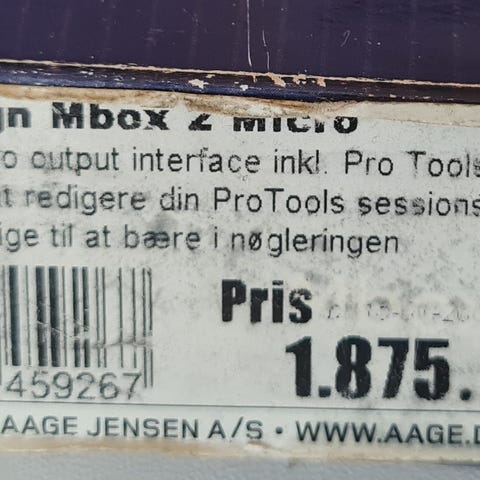 gn Mbox 2 Micro
o output interface inkl. Pro Tools
t redigere din ProTools sessions
ige til at bære i nøgleringen
Pris
1.875.
459267
AAGE JENSEN A/S • WWW.AAGE.D